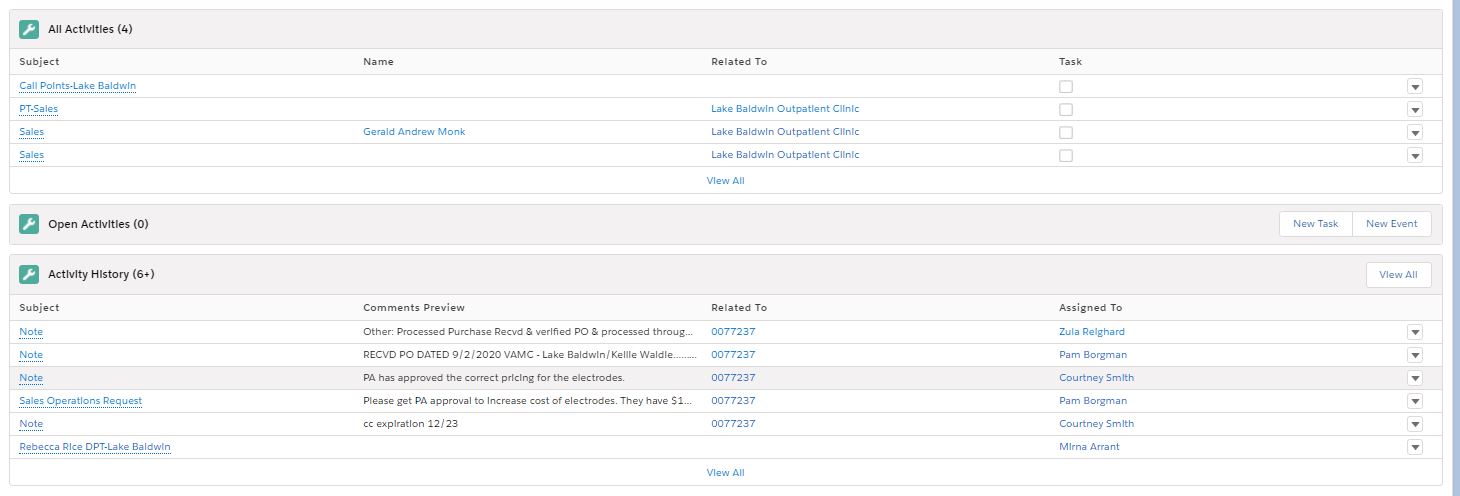 All Activities (4)
Subject Name Related To Task
Call Points-Lake Baldwin
PT-Sales Lake Baldwin Outpatient Clinic
Sales Gerald Andrew Monk Lake Baldwin Outpatient Clinic
Sales Lake Baldwin Outpatient Clinic
View All
Open Activities (0) New Task New Event
Activity History (6+) View All
Subject Comments Preview Related To Assigned To
Note Other: Processed Purchase Recvd & verified PO & processed throug... 0077237 Zula Reighard
Note RECVD PO DATED 9/2/2020 VAMC - Lake Baldwin/Kellie Waldie......... 0077237 Pam Borgman
Note PA has approved the correct pricing for the electrodes. 0077237 Courtney Smith
Sales Operations Request Please get PA approval to increase cost of electrodes. They have $1... 0077237 Pam Borgman
Note cc expiration 12/23 0077237 Courtney Smith
Rebecca Rice DPT-Lake Baldwin Mirna Arrant
View All